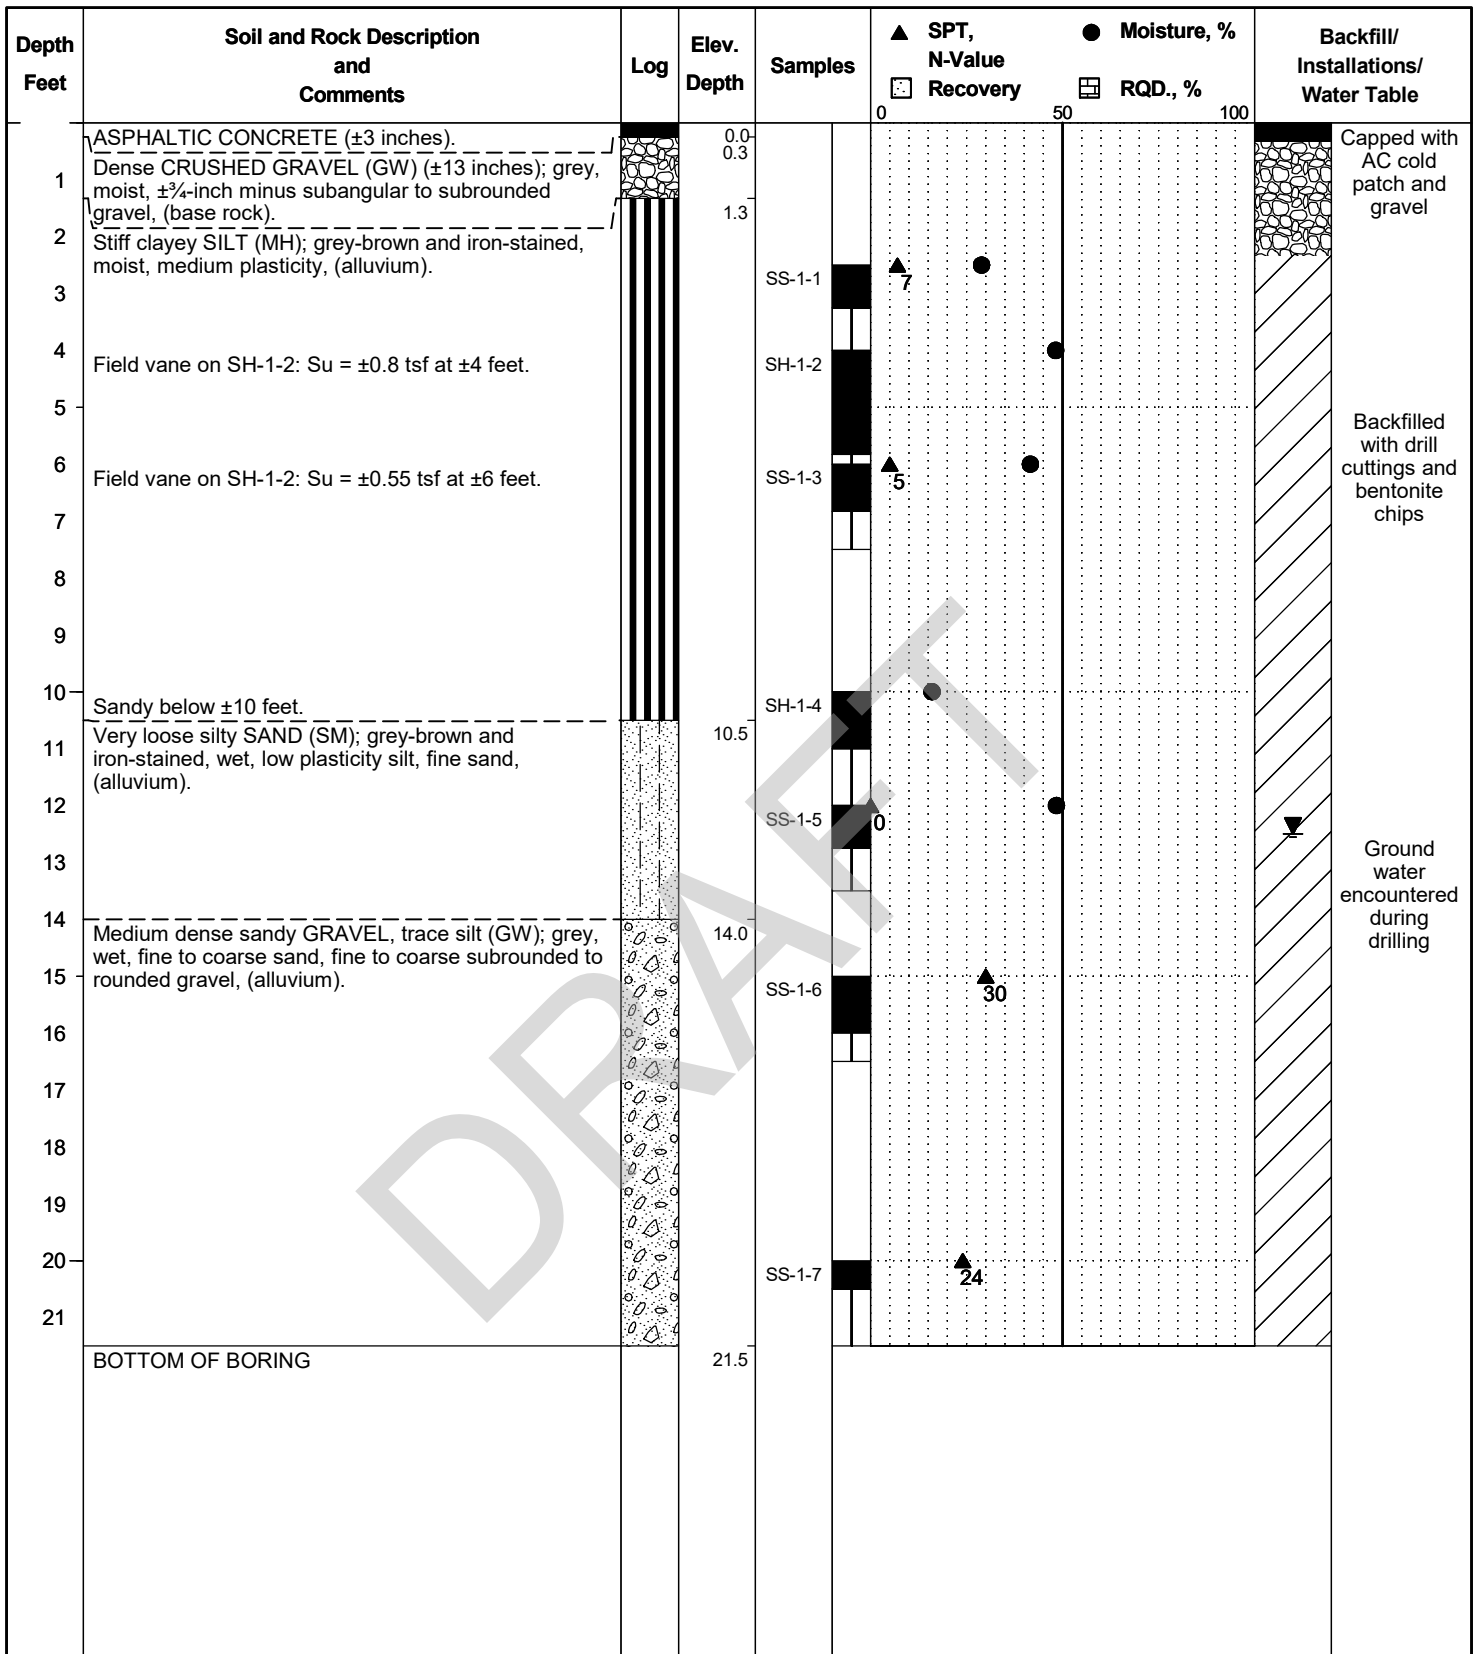 Depth
Feet
Soil and Rock Description
and
Comments
Log
Elev.
Depth
Samples
SPT,
N-Value
Recovery
Moisture, %
RQD., %
0
50
100
Backfill/
Installations/
Water Table
ASPHALTIC CONCRETE (±3 inches).
Dense CRUSHED GRAVEL (GW) (±13 inches); grey,
moist, ±¾-inch minus subangular to subrounded
gravel, (base rock).
Stiff clayey SILT (MH); grey-brown and iron-stained,
moist, medium plasticity, (alluvium).
Field vane on SH-1-2: Su = ±0.8 tsf at ±4 feet.
Field vane on SH-1-2: Su = ±0.55 tsf at ±6 feet.
Sandy below ±10 feet.
Very loose silty SAND (SM); grey-brown and
iron-stained, wet, low plasticity silt, fine sand,
(alluvium).
Medium dense sandy GRAVEL, trace silt (GW); grey,
wet, fine to coarse sand, fine to coarse subrounded to
rounded gravel, (alluvium).
BOTTOM OF BORING
1
2
3
4
5
6
7
8
9
10
11
12
13
14
15
16
17
18
19
20
21
0.0
0.3
1.3
10.5
14.0
21.5
SS-1-1
SH-1-2
SS-1-3
SH-1-4
SS-1-5
SS-1-6
SS-1-7
7
5
0
30
24
Capped with
AC cold
patch and
gravel
Backfilled
with drill
cuttings and
bentonite
chips
Ground
water
encountered
during
drilling
DRAFT